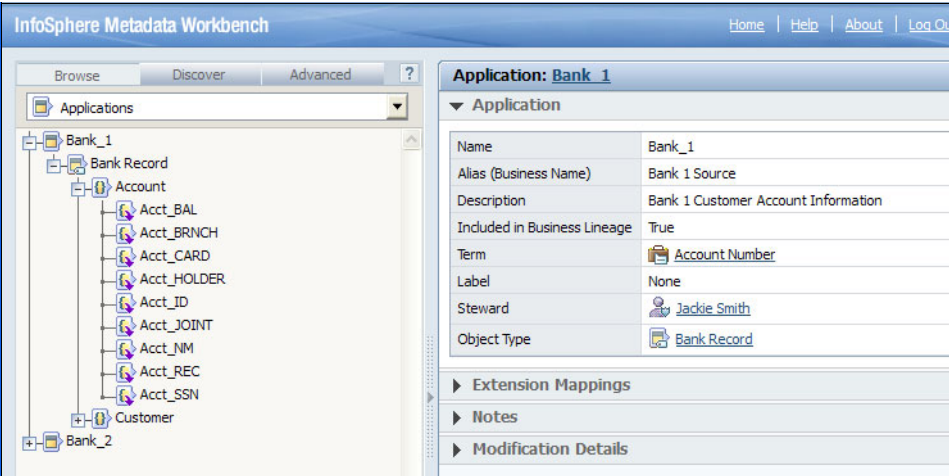 InfoSphere Metadata Workbench
Home | Help | About | Log Ou
Browse Discover Advanced ?
Applications
Bank_1
Bank Record
Account
Acct_BAL
Acct_BRNCH
Acct_CARD
Acct_HOLDER
Acct_ID
Acct_JOINT
Acct_NM
Acct_REC
Acct_SSN
Customer
Bank_2
Application: Bank_1
Application
Name Bank_1
Alias (Business Name) Bank 1 Source
Description Bank 1 Customer Account Information
Included in Business Lineage True
Term Account Number
Label None
Steward Jackie Smith
Object Type Bank Record
Extension Mappings
Notes
Modification Details